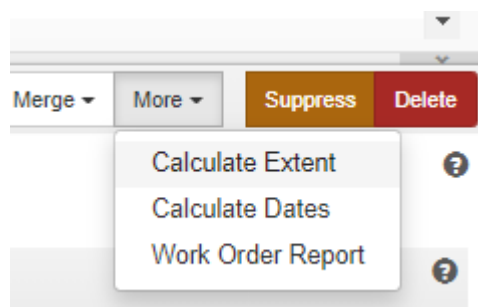 Merge More Suppress Delete
Calculate Extent
Calculate Dates
Work Order Report